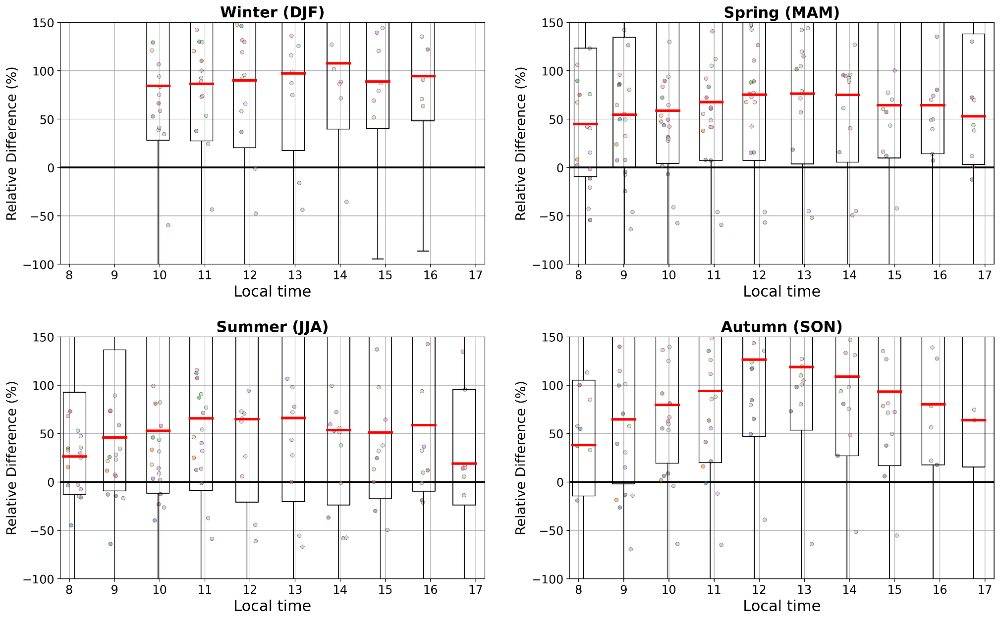 Winter (DJF)
Relative Difference (%)
150
100
50
0
−50
−100
8 9 10 11 12 13 14 15 16 17
Local time
Spring (MAM)
Relative Difference (%)
150
100
50
0
−50
−100
8 9 10 11 12 13 14 15 16 17
Local time
Summer (JJA)
Relative Difference (%)
150
100
50
0
−50
−100
8 9 10 11 12 13 14 15 16 17
Local time
Autumn (SON)
Relative Difference (%)
150
100
50
0
−50
−100
8 9 10 11 12 13 14 15 16 17
Local time